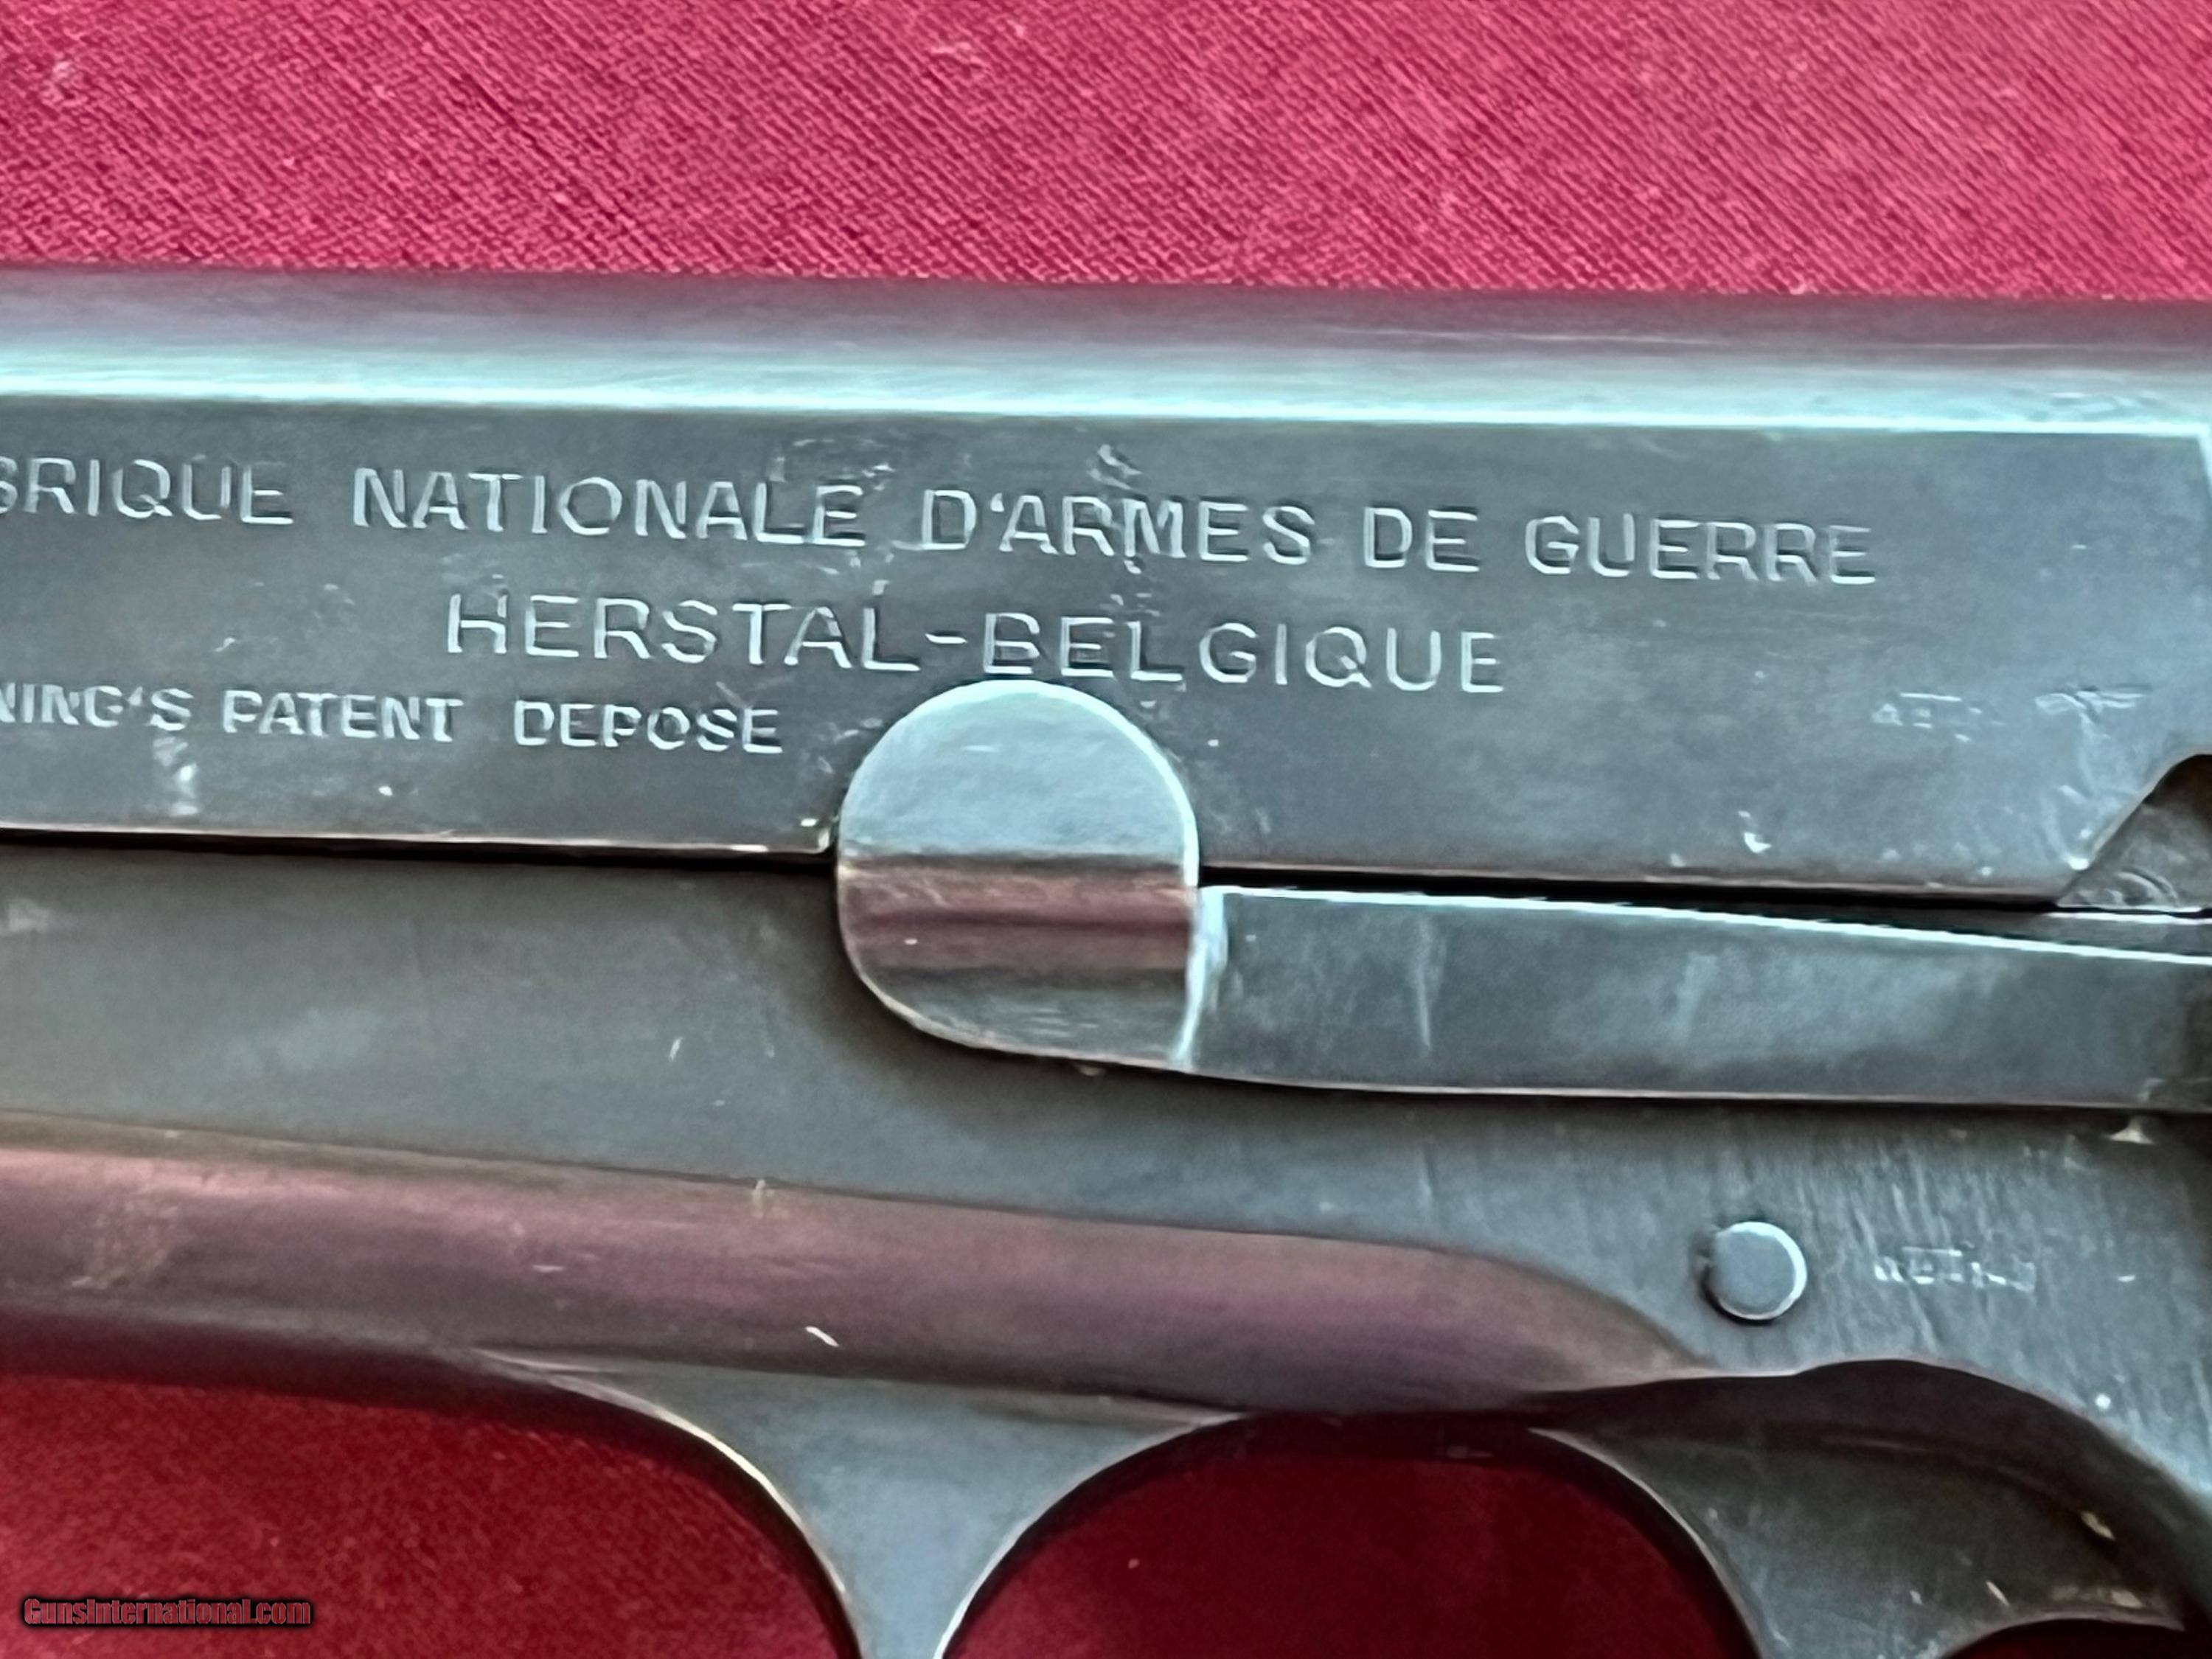 BRIQUE NATIONALE D'ARMES DE GUERRE
HERSTAL-BELGIQUE
NING'S PATENT DEPOSE
GunsInternational.com